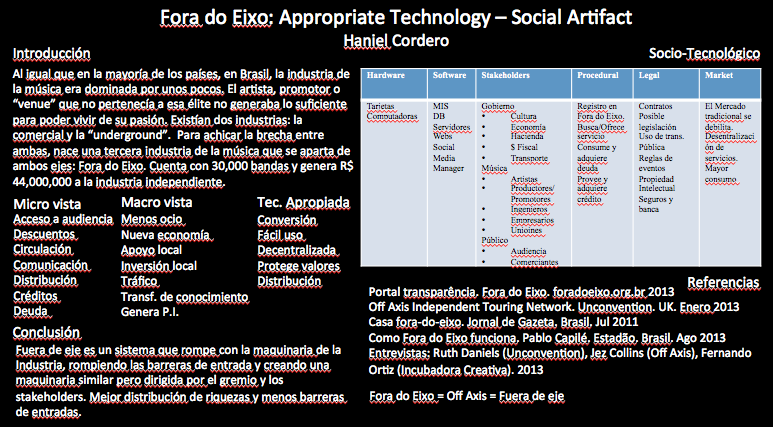 Fora do Eixo: Appropriate Technology – Social Artifact
Haniel Cordero
Introducción
Al igual que en la mayoría de los países, en Brasil, la industria de
la música era dominada por unos pocos. El artista, promotor o
“venue” que no pertenecía a esa élite no generaba lo suficiente
para poder vivir de su pasión. Existían dos industrias: la
comercial y la “underground”. Para achicar la brecha entre
ambas, nace una tercera industria de la música que se aparta de
ambos ejes: Fora do Eixo. Cuenta con 30,000 bandas y genera R$
44,000,000 a la industria independiente.
Micro vista
Acceso a audiencia
Descuentos
Circulación
Comunicación
Distribución
Créditos
Deuda
Macro vista
Menos ocio
Nueva economía
Apoyo local
Inversión local
Tráfico
Transf. de conocimiento
Genera P.I.
Tec. Apropiada
Conversión
Fácil uso
Decentralizada
Protege valores
Distribución
Conclusión
Fuera de eje es un sistema que rompe con la maquinaria de la
Industria, rompiendo las barreras de entrada y creando una
maquinaria similar pero dirigida por el gremio y los
stakeholders. Mejor distribución de riquezas y menos barreras
de entradas.
Socio-Tecnológico
Hardware
Software
Stakeholders
Procedural
Legal
Market
Tarjetas
Computadoras
MIS
DB
Servidores
Webs
Social
Media
Manager
Gobierno
• Cultura
• Economía
• Hacienda
• $ Fiscal
• Transporte
Música
• Artistas
• Productores/
Promotores
• Ingenieros
• Empresarios
• Unioines
Público
• Audiencia
• Comerciantes
Registro en
Fora do Eixo.
Busca/Ofrece
servicio
Consume y
adquiere
deuda
Provee y
adquiere
crédito
Contratos
Posible
legislación
Uso de trans.
Pública
Reglas de
eventos
Propiedad
Intelectual
Seguros y
banca
El Mercado
tradicional se
debilita.
Desentralizaci
ón de
servicios.
Mayor
consumo
Referencias
Portal transparência. Fora do Eixo. foradoeixo.org.br 2013
Off Axis Independent Touring Network. Unconvention. UK. Enero 2013
Casa fora-do-eixo. Jornal de Gazeta, Brasil, Jul 2011
Como Fora do Eixo funciona, Pablo Capilé, Estadão, Brasil, Ago 2013
Entrevistas: Ruth Daniels (Unconvention), Jez Collins (Off Axis), Fernando
Ortiz (Incubadora Creativa). 2013
Fora do Eixo = Off Axis = Fuera de eje